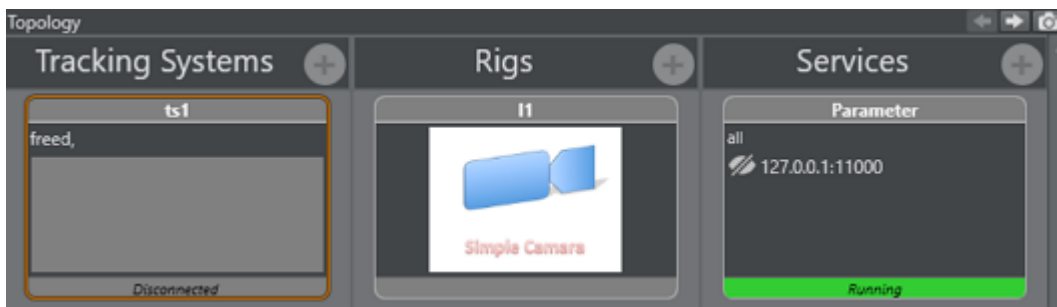 Topology
Tracking Systems
Rigs
Services
ts1
freed,
Disconnected
l1
Simple Camera
Parameter
all
127.0.0.1:11000
Running